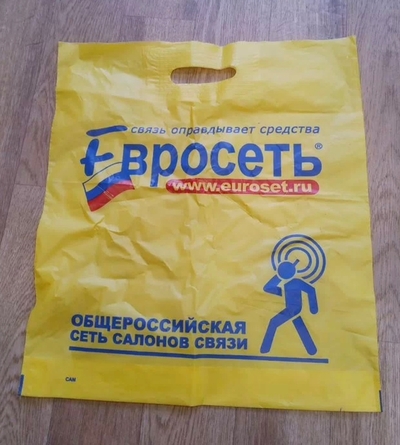 связь оправдывает средства
Евросеть®
www.euroset.ru
ОБЩЕРОССИЙСКАЯ
СЕТЬ САЛОНОВ СВЯЗИ